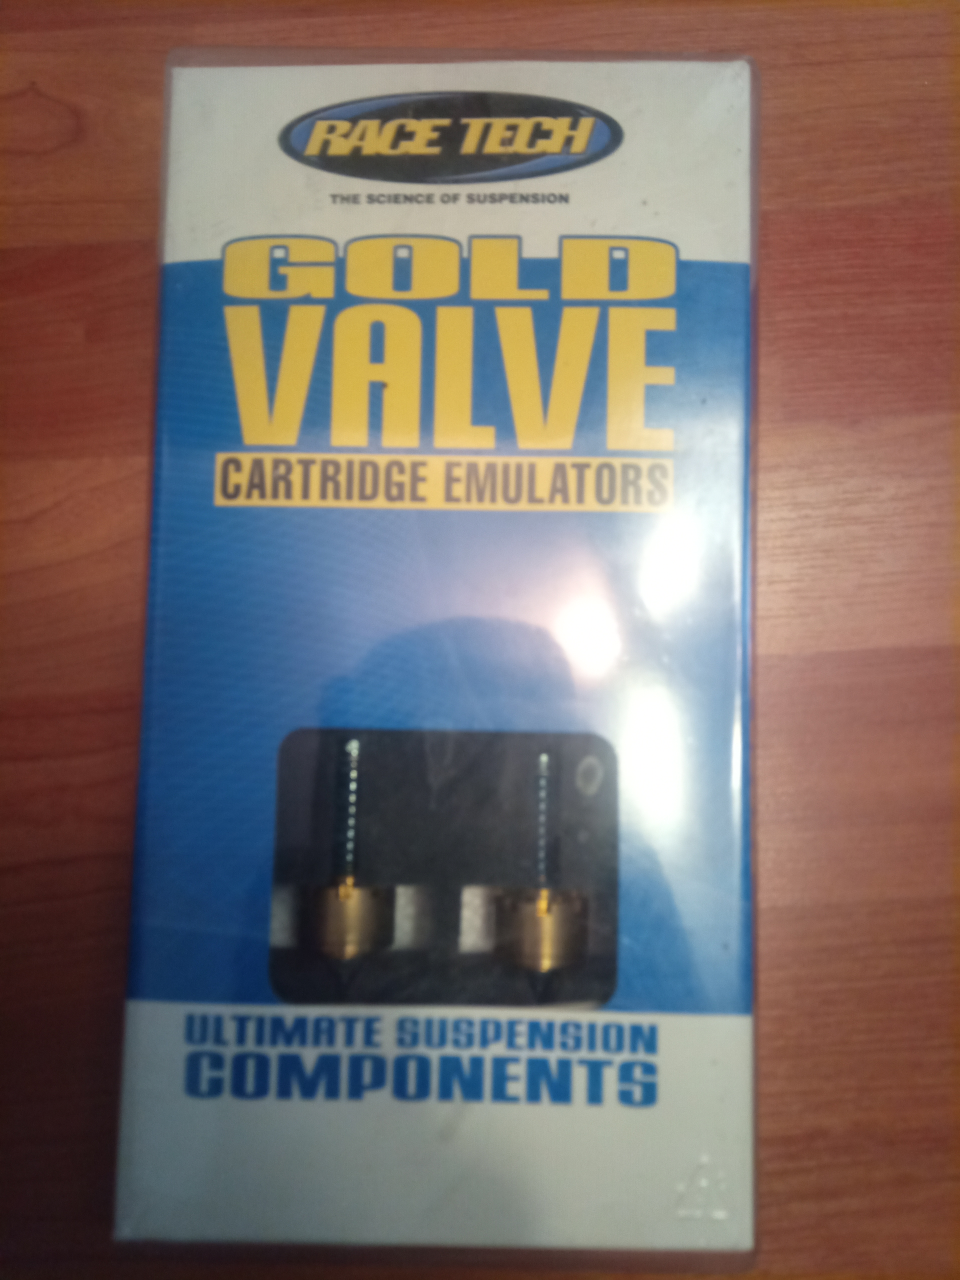 RACE TECH
THE SCIENCE OF SUSPENSION
GOLD
VALVE
CARTRIDGE EMULATORS
ULTIMATE SUSPENSION
COMPONENTS